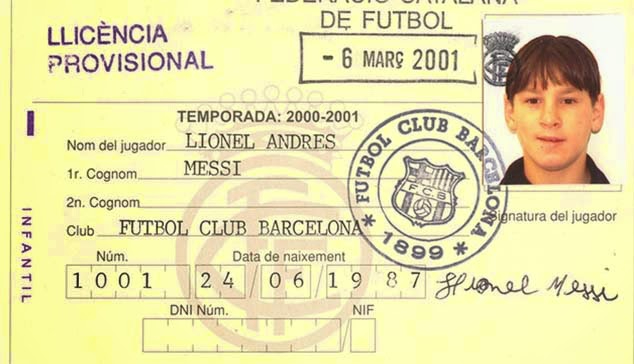 FEDERACIÓ CATALANA
DE FUTBOL
LLICÈNCIA
PROVISIONAL
- 6 MARÇ 2001
TEMPORADA: 2000-2001
Nom del jugador LIONEL ANDRES
1r. Cognom MESSI
2n. Cognom
Club FUTBOL CLUB BARCELONA
FUTBOL CLUB BARCELONA
F.C.B
* 1899 *
Signatura del jugador
INFANTIL
Núm. Data de naixement
1001 24/06/1987
Lionel Messi
DNI Núm. NIF